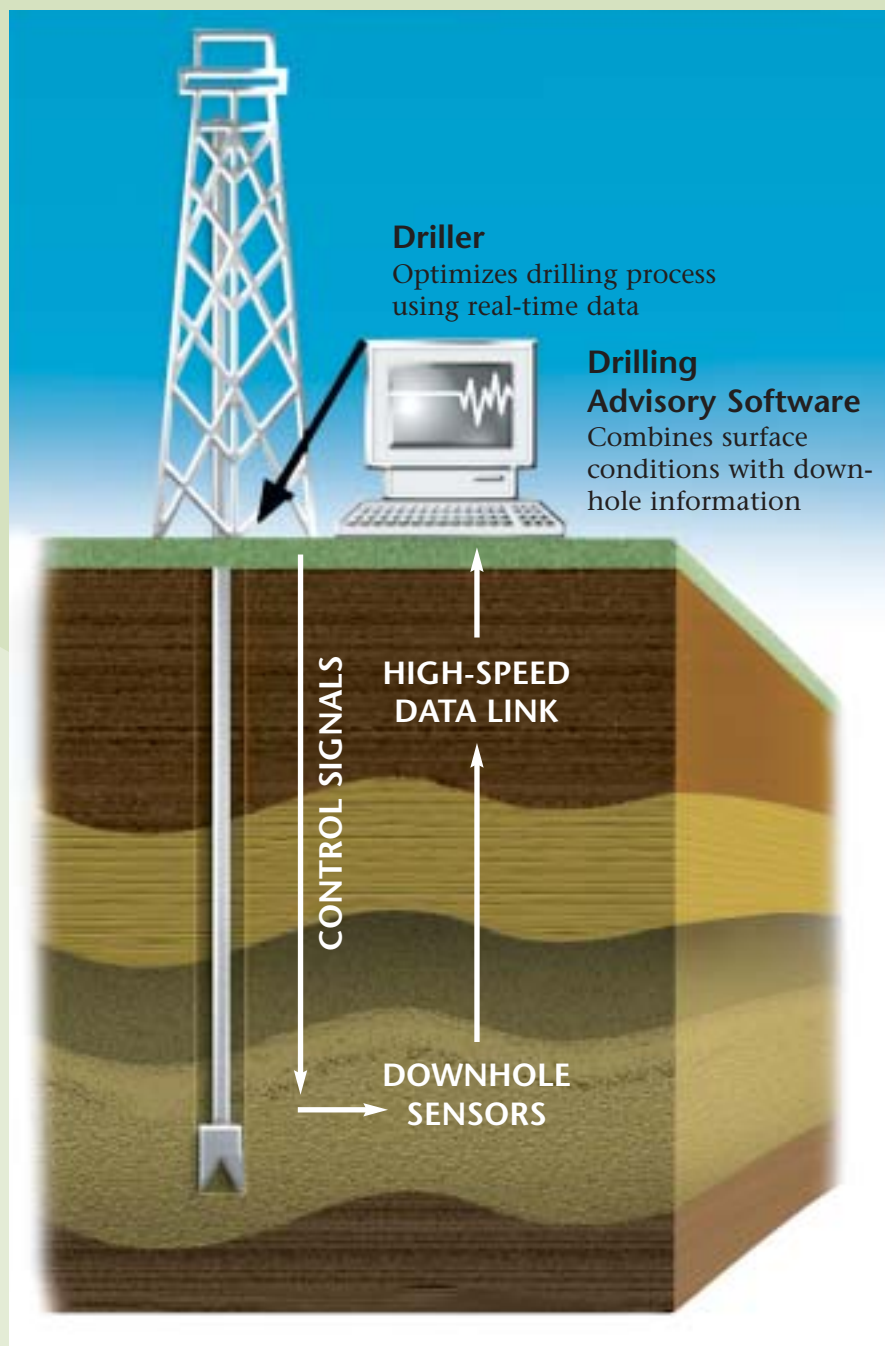 Driller
Optimizes drilling process
using real-time data
Drilling
Advisory Software
Combines surface
conditions with down-
hole information
CONTROL SIGNALS
HIGH-SPEED
DATA LINK
DOWNHOLE
SENSORS